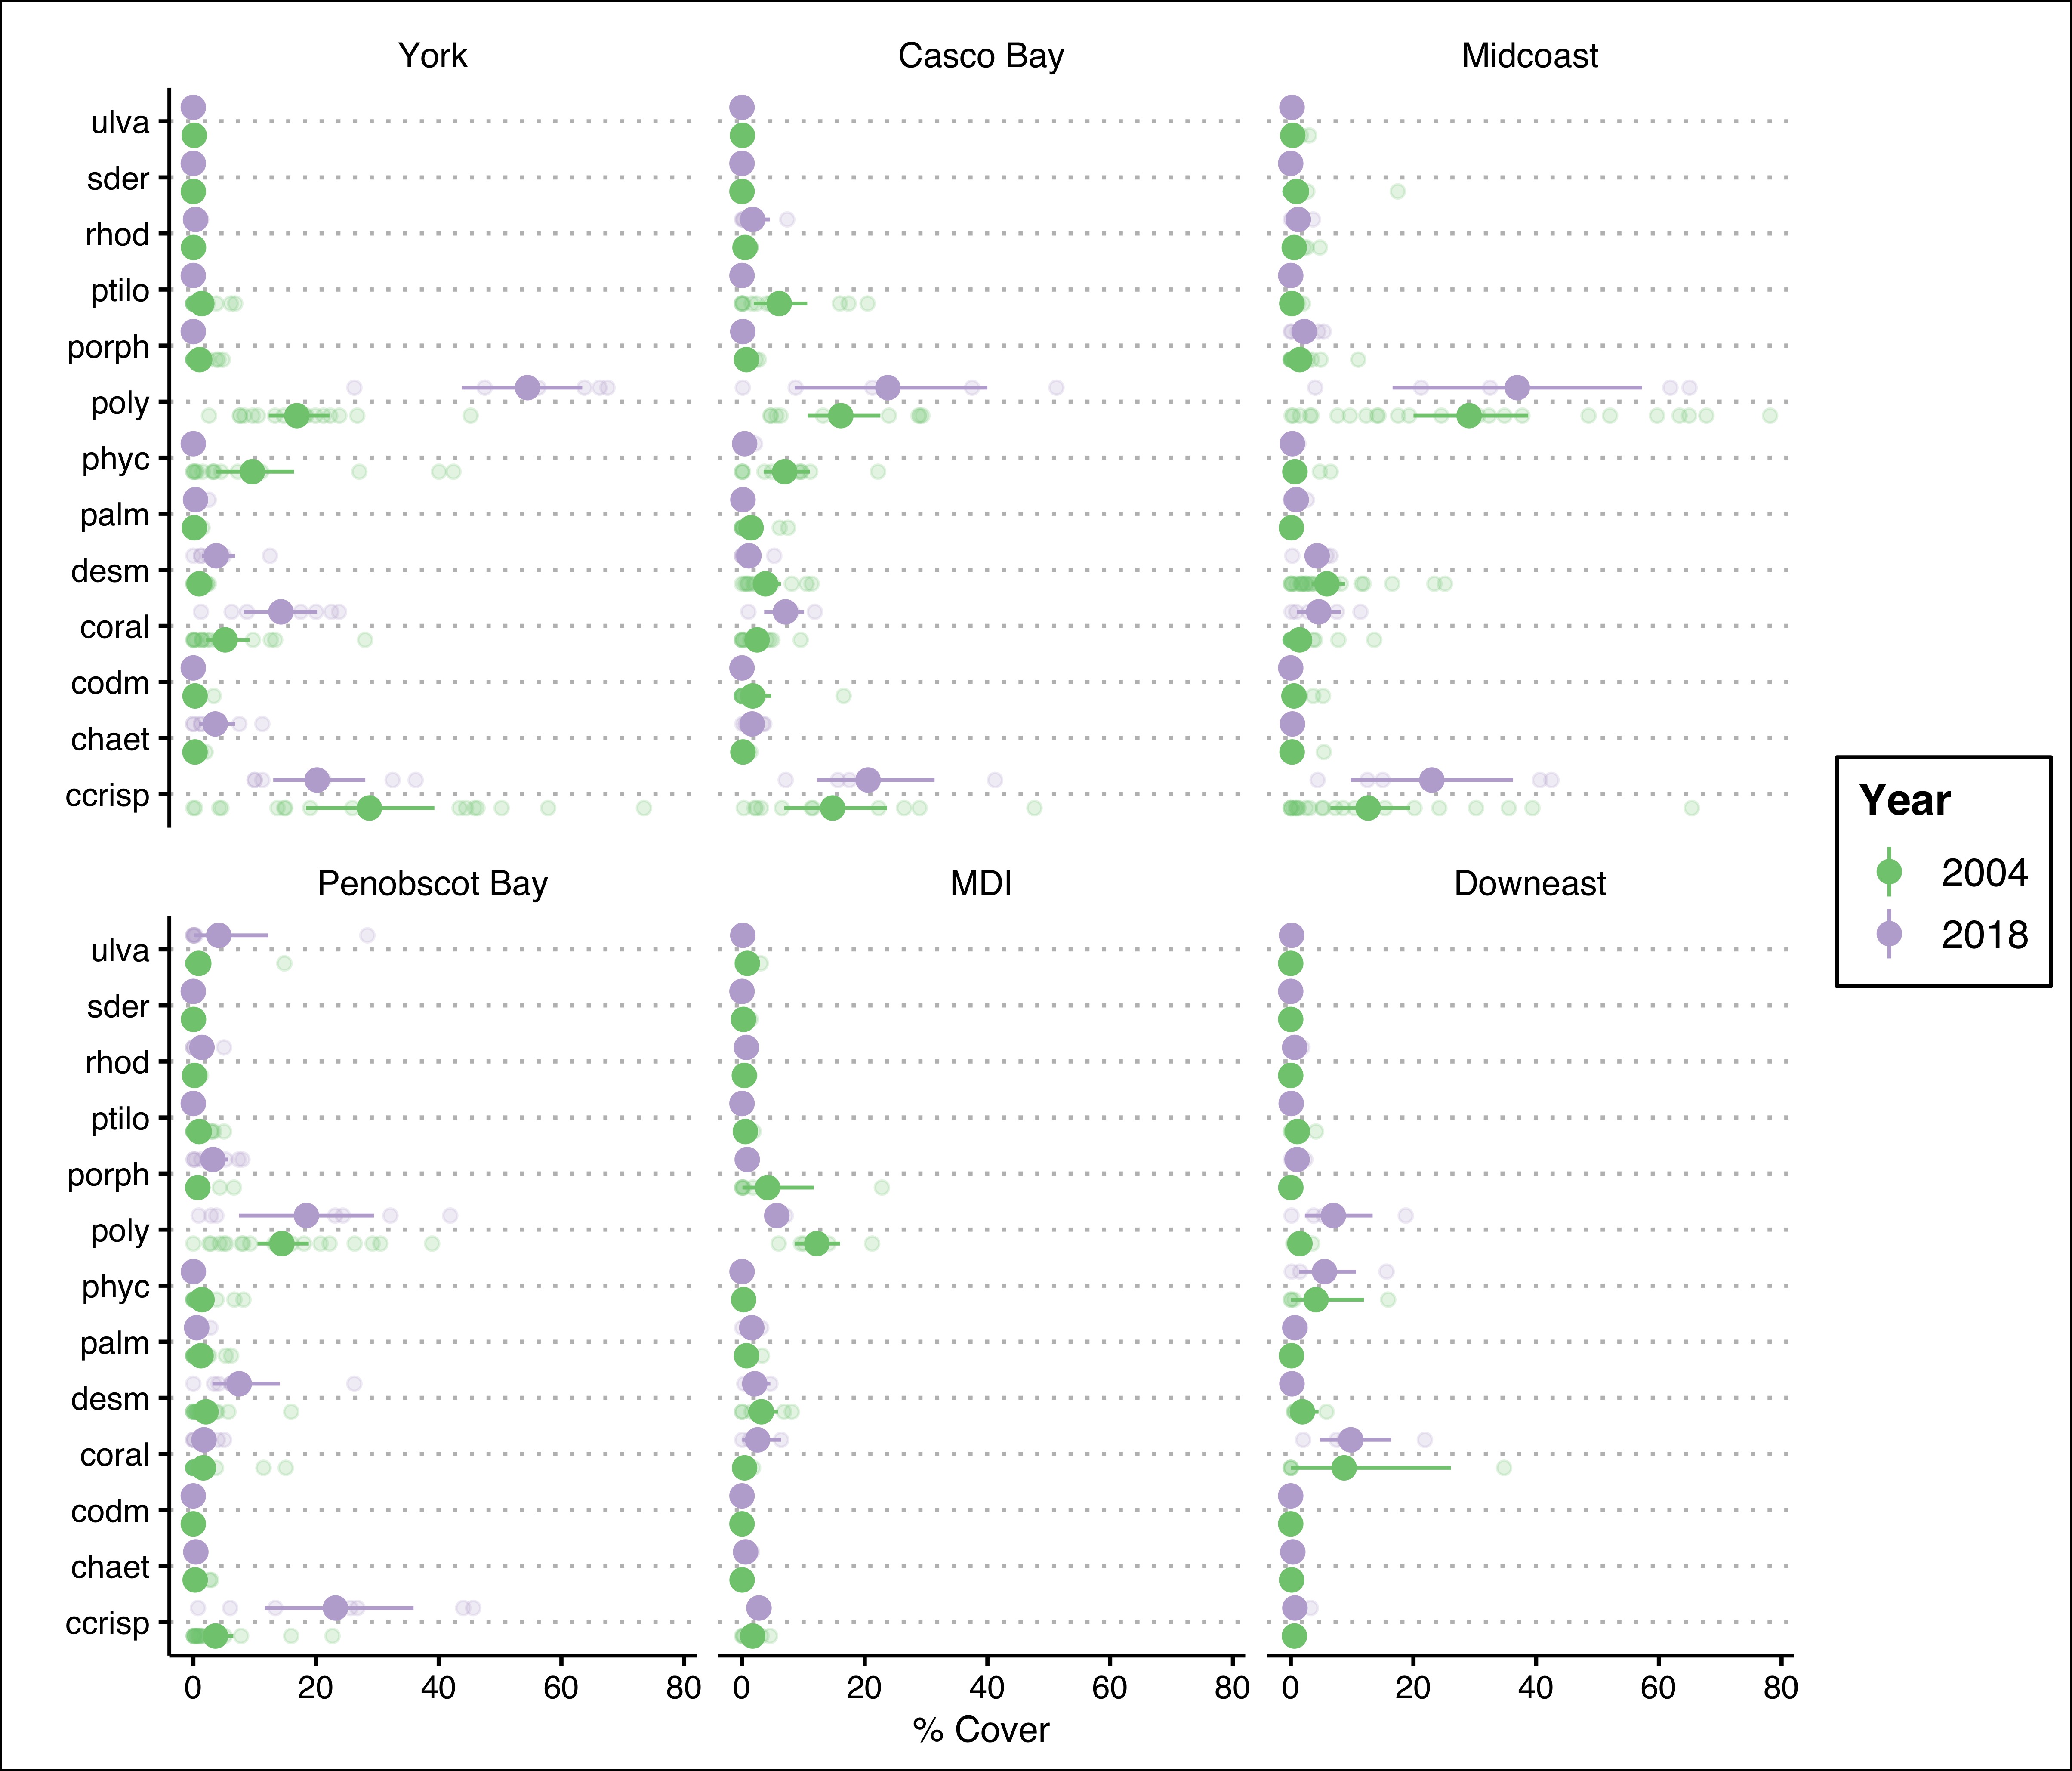 York
Casco Bay
Midcoast
ulva
sder
rhod
ptilo
porph
poly
phyc
palm
desm
coral
codm
chaet
ccrisp
Penobscot Bay
MDI
Downeast
ulva
sder
rhod
ptilo
porph
poly
phyc
palm
desm
coral
codm
chaet
ccrisp
0 20 40 60 80
0 20 40 60 80
0 20 40 60 80
% Cover
Year
2004
2018